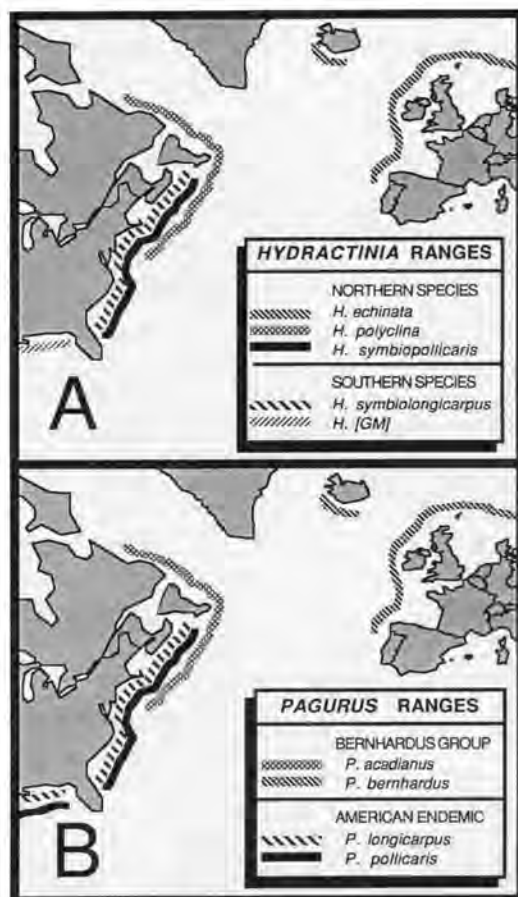 A
HYDRACTINIA RANGES
NORTHERN SPECIES
H. echinata
H. polyclina
H. symbiopollicaris
SOUTHERN SPECIES
H. symbiolongicarpus
H. [GM]
B
PAGURUS RANGES
BERNHARDUS GROUP
P. acadianus
P. bernhardus
AMERICAN ENDEMIC
P. longicarpus
P. pollicaris